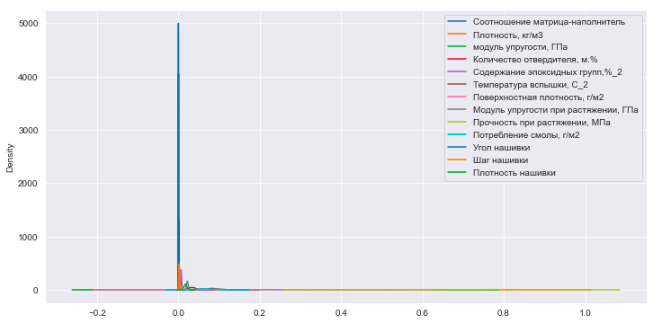 5000
4000
3000
2000
1000
0
Density
−0.2
0.0
0.2
0.4
0.6
0.8
1.0
Соотношение матрица-наполнитель
Плотность, кг/м3
модуль упругости, ГПа
Количество отвердителя, м.%
Содержание эпоксидных групп,%_2
Температура вспышки, С_2
Поверхностная плотность, г/м2
Модуль упругости при растяжении, ГПа
Прочность при растяжении, МПа
Потребление смолы, г/м2
Угол нашивки
Шаг нашивки
Плотность нашивки